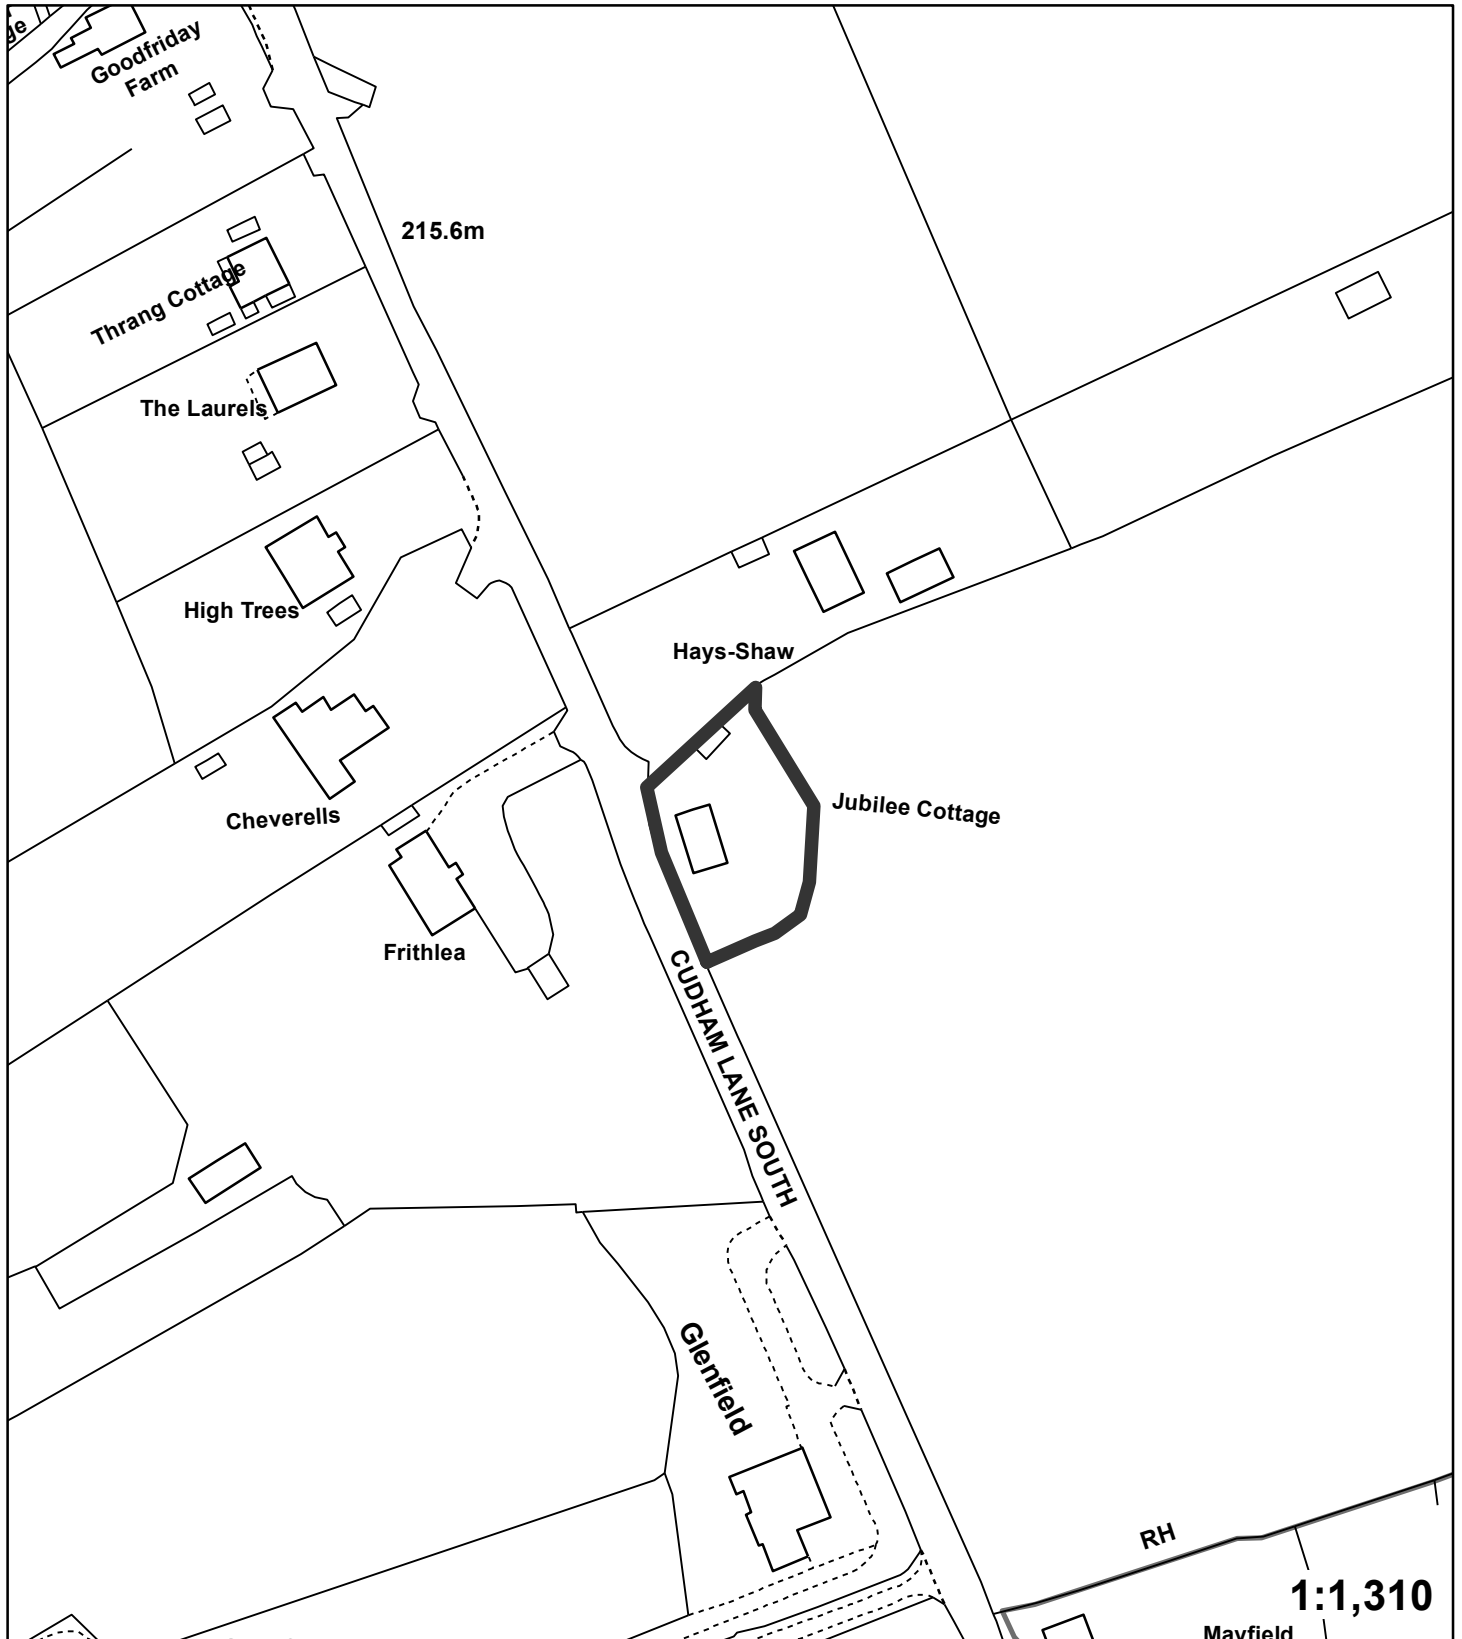 ge
Goodfriday
Farm
215.6m
Thrang Cottage
The Laurels
High Trees
Hays-Shaw
Jubilee Cottage
Cheverells
Frithlea
CUDHAM LANE SOUTH
Glenfield
RH
1:1,310
Mayfield